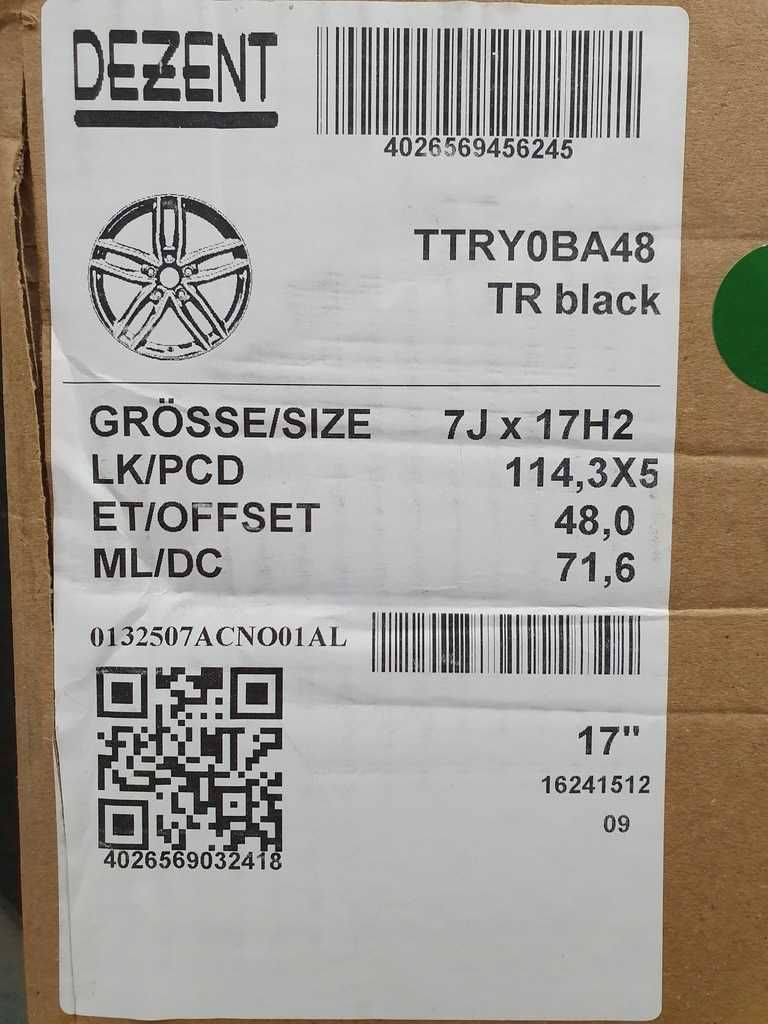 DEZENT
4026569456245
TTRY0BA48
TR black
GRÖSSE/SIZE 7J x 17H2
LK/PCD 114,3X5
ET/OFFSET 48,0
ML/DC 71,6
0132507ACNO01AL
17"
16241512
09
4026569032418